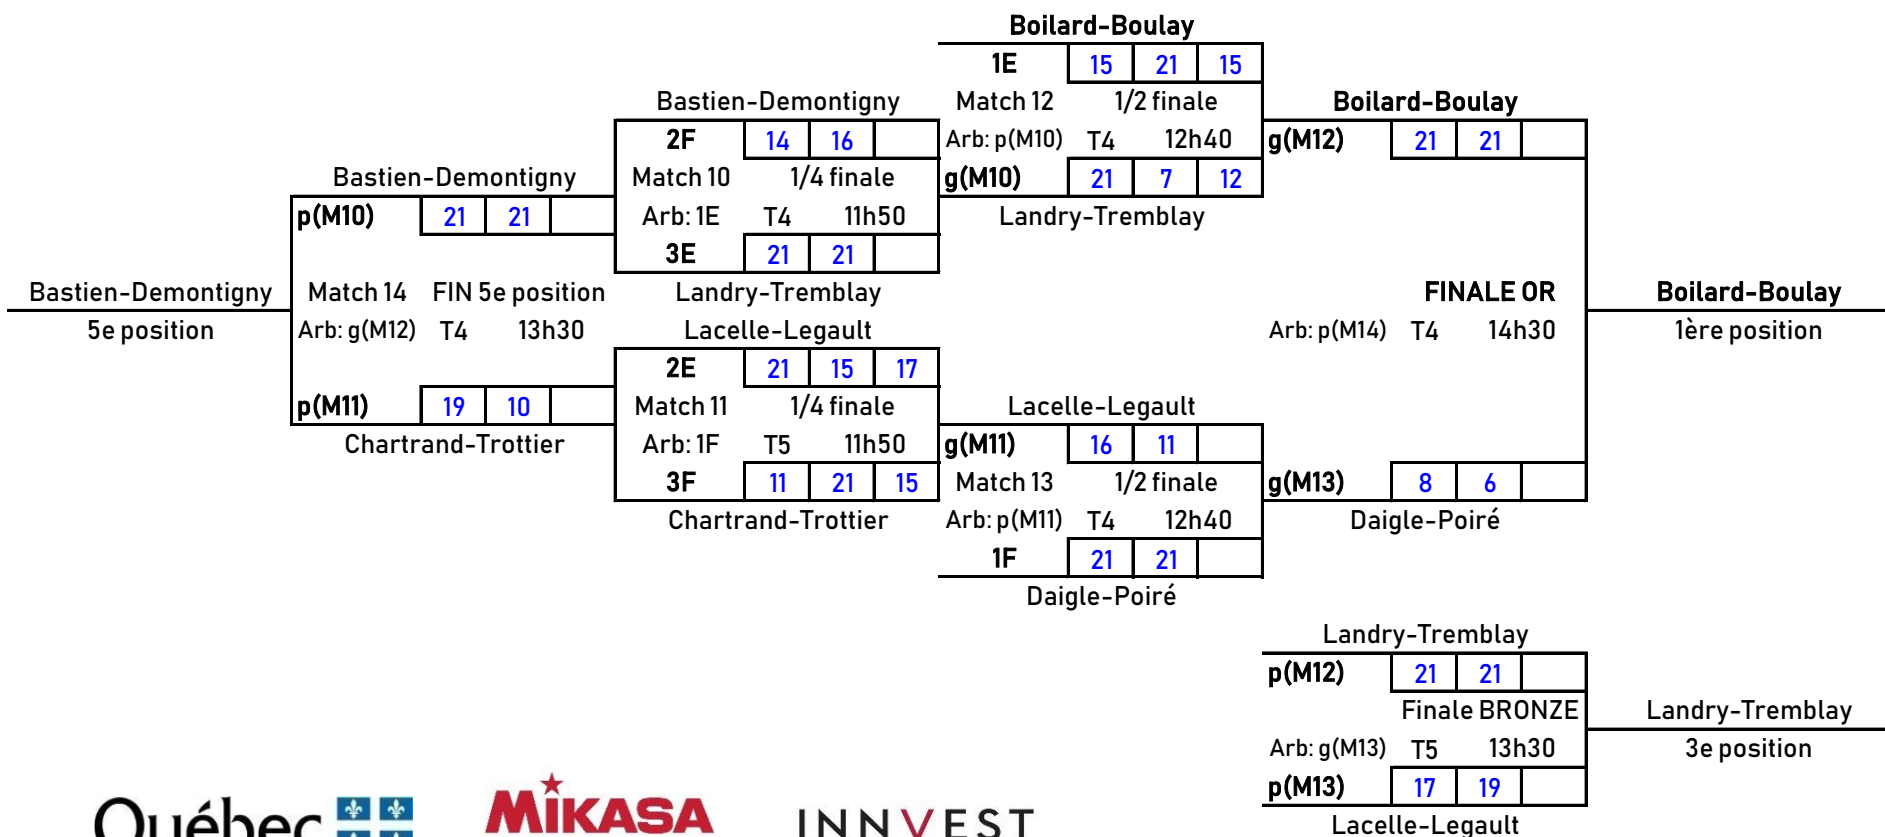 Boilard-Boulay
1E 15 21 15
Bastien-Demontigny Match 12 1/2 finale Boilard-Boulay
2F 14 16 Arb: p(M10) T4 12h40 g(M12) 21 21
Bastien-Demontigny Match 10 1/4 finale g(M10) 21 7 12
p(M10) 21 21 Arb: 1E T4 11h50 Landry-Tremblay
3E 21 21
Bastien-Demontigny Match 14 FIN 5e position Landry-Tremblay FINALE OR Boilard-Boulay
5e position Arb: g(M12) T4 13h30 Lacelle-Legault Arb: p(M14) T4 14h30 1ère position
2E 21 15 17
p(M11) 19 10 Match 11 1/4 finale Lacelle-Legault
Chartrand-Trottier Arb: 1F T5 11h50 g(M11) 16 11
3F 11 21 15 Match 13 1/2 finale g(M13) 8 6
Chartrand-Trottier Arb: p(M11) T4 12h40 Daigle-Poiré
1F 21 21
Daigle-Poiré
Landry-Tremblay
p(M12) 21 21
Finale BRONZE Landry-Tremblay
Arb: g(M13) T5 13h30 3e position
p(M13) 17 19
Lacelle-Legault
Québec MIKASA INNVEST